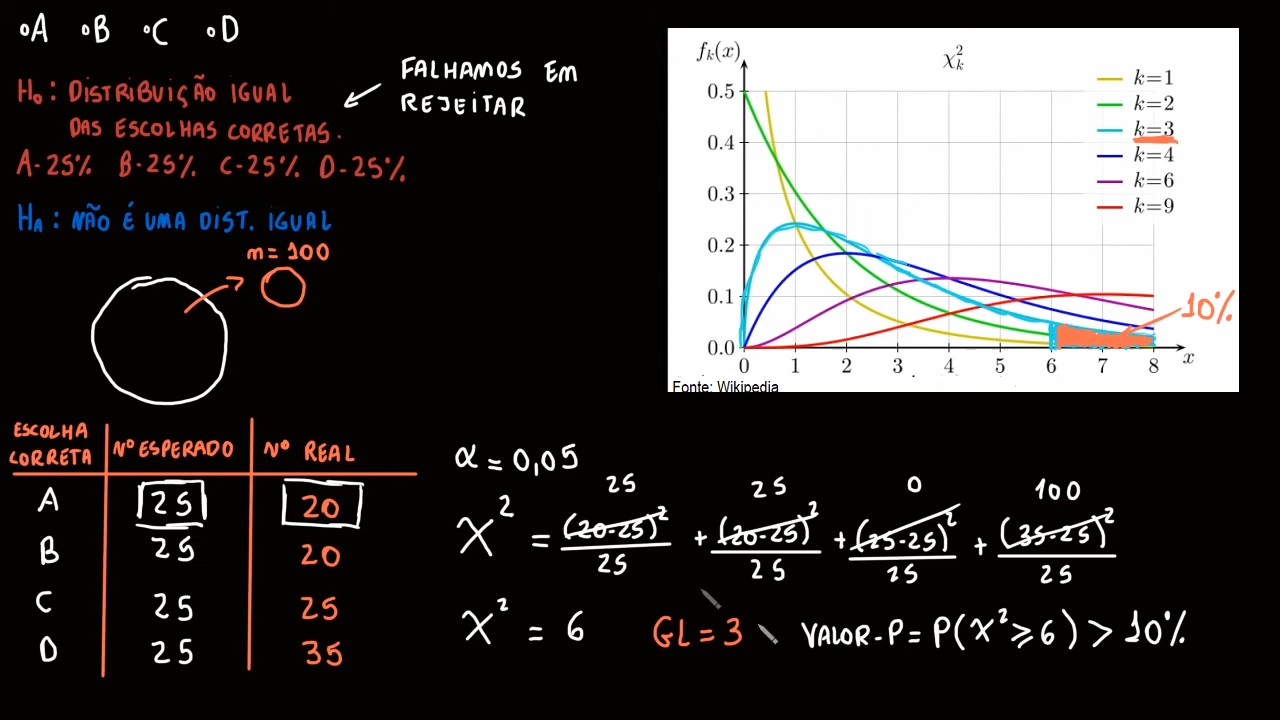 A B C D
H₀: DISTRIBUIÇÃO IGUAL
DAS ESCOLHAS CORRETAS.
A-25% B-25% C-25% D-25%
FALHAMOS EM
REJEITAR
Hₐ: NÃO É UMA DIST. IGUAL
m = 100
fₖ(x)
χ²ₖ
k=1
k=2
k=3
k=4
k=6
k=9
0.5
0.4
0.3
0.2
0.1
0.0
0 1 2 3 4 5 6 7 8 x
10%
Fonte: Wikipedia
ESCOLHA CORRETA Nº ESPERADO Nº REAL
A 25 20
B 25 20
C 25 25
D 25 35
α = 0,05
25 25 0 100
X² = (20-25)²/25 + (20-25)²/25 + (25-25)²/25 + (35-25)²/25
X² = 6 GL = 3 VALOR-P = P(X² ⩾ 6) > 10%